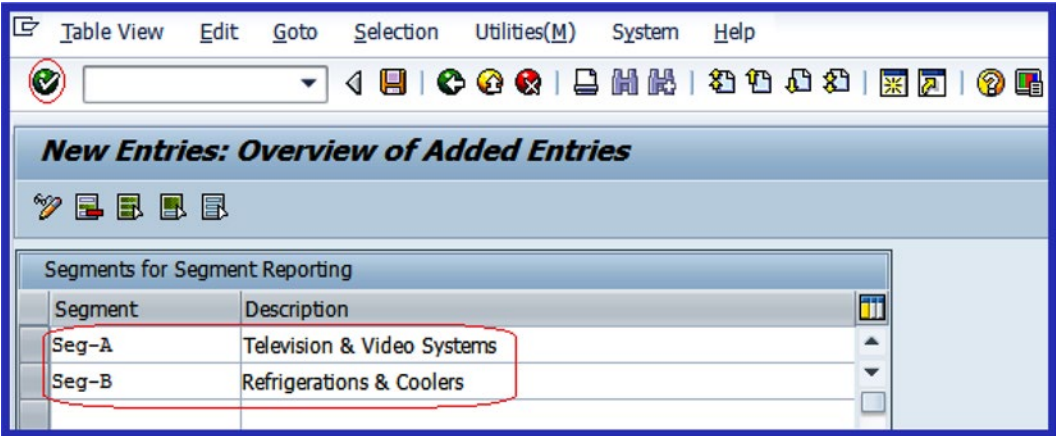 Table View Edit Goto Selection Utilities(M) System Help
New Entries: Overview of Added Entries
Segments for Segment Reporting
Segment Description
Seg-A Television & Video Systems
Seg-B Refrigerations & Coolers